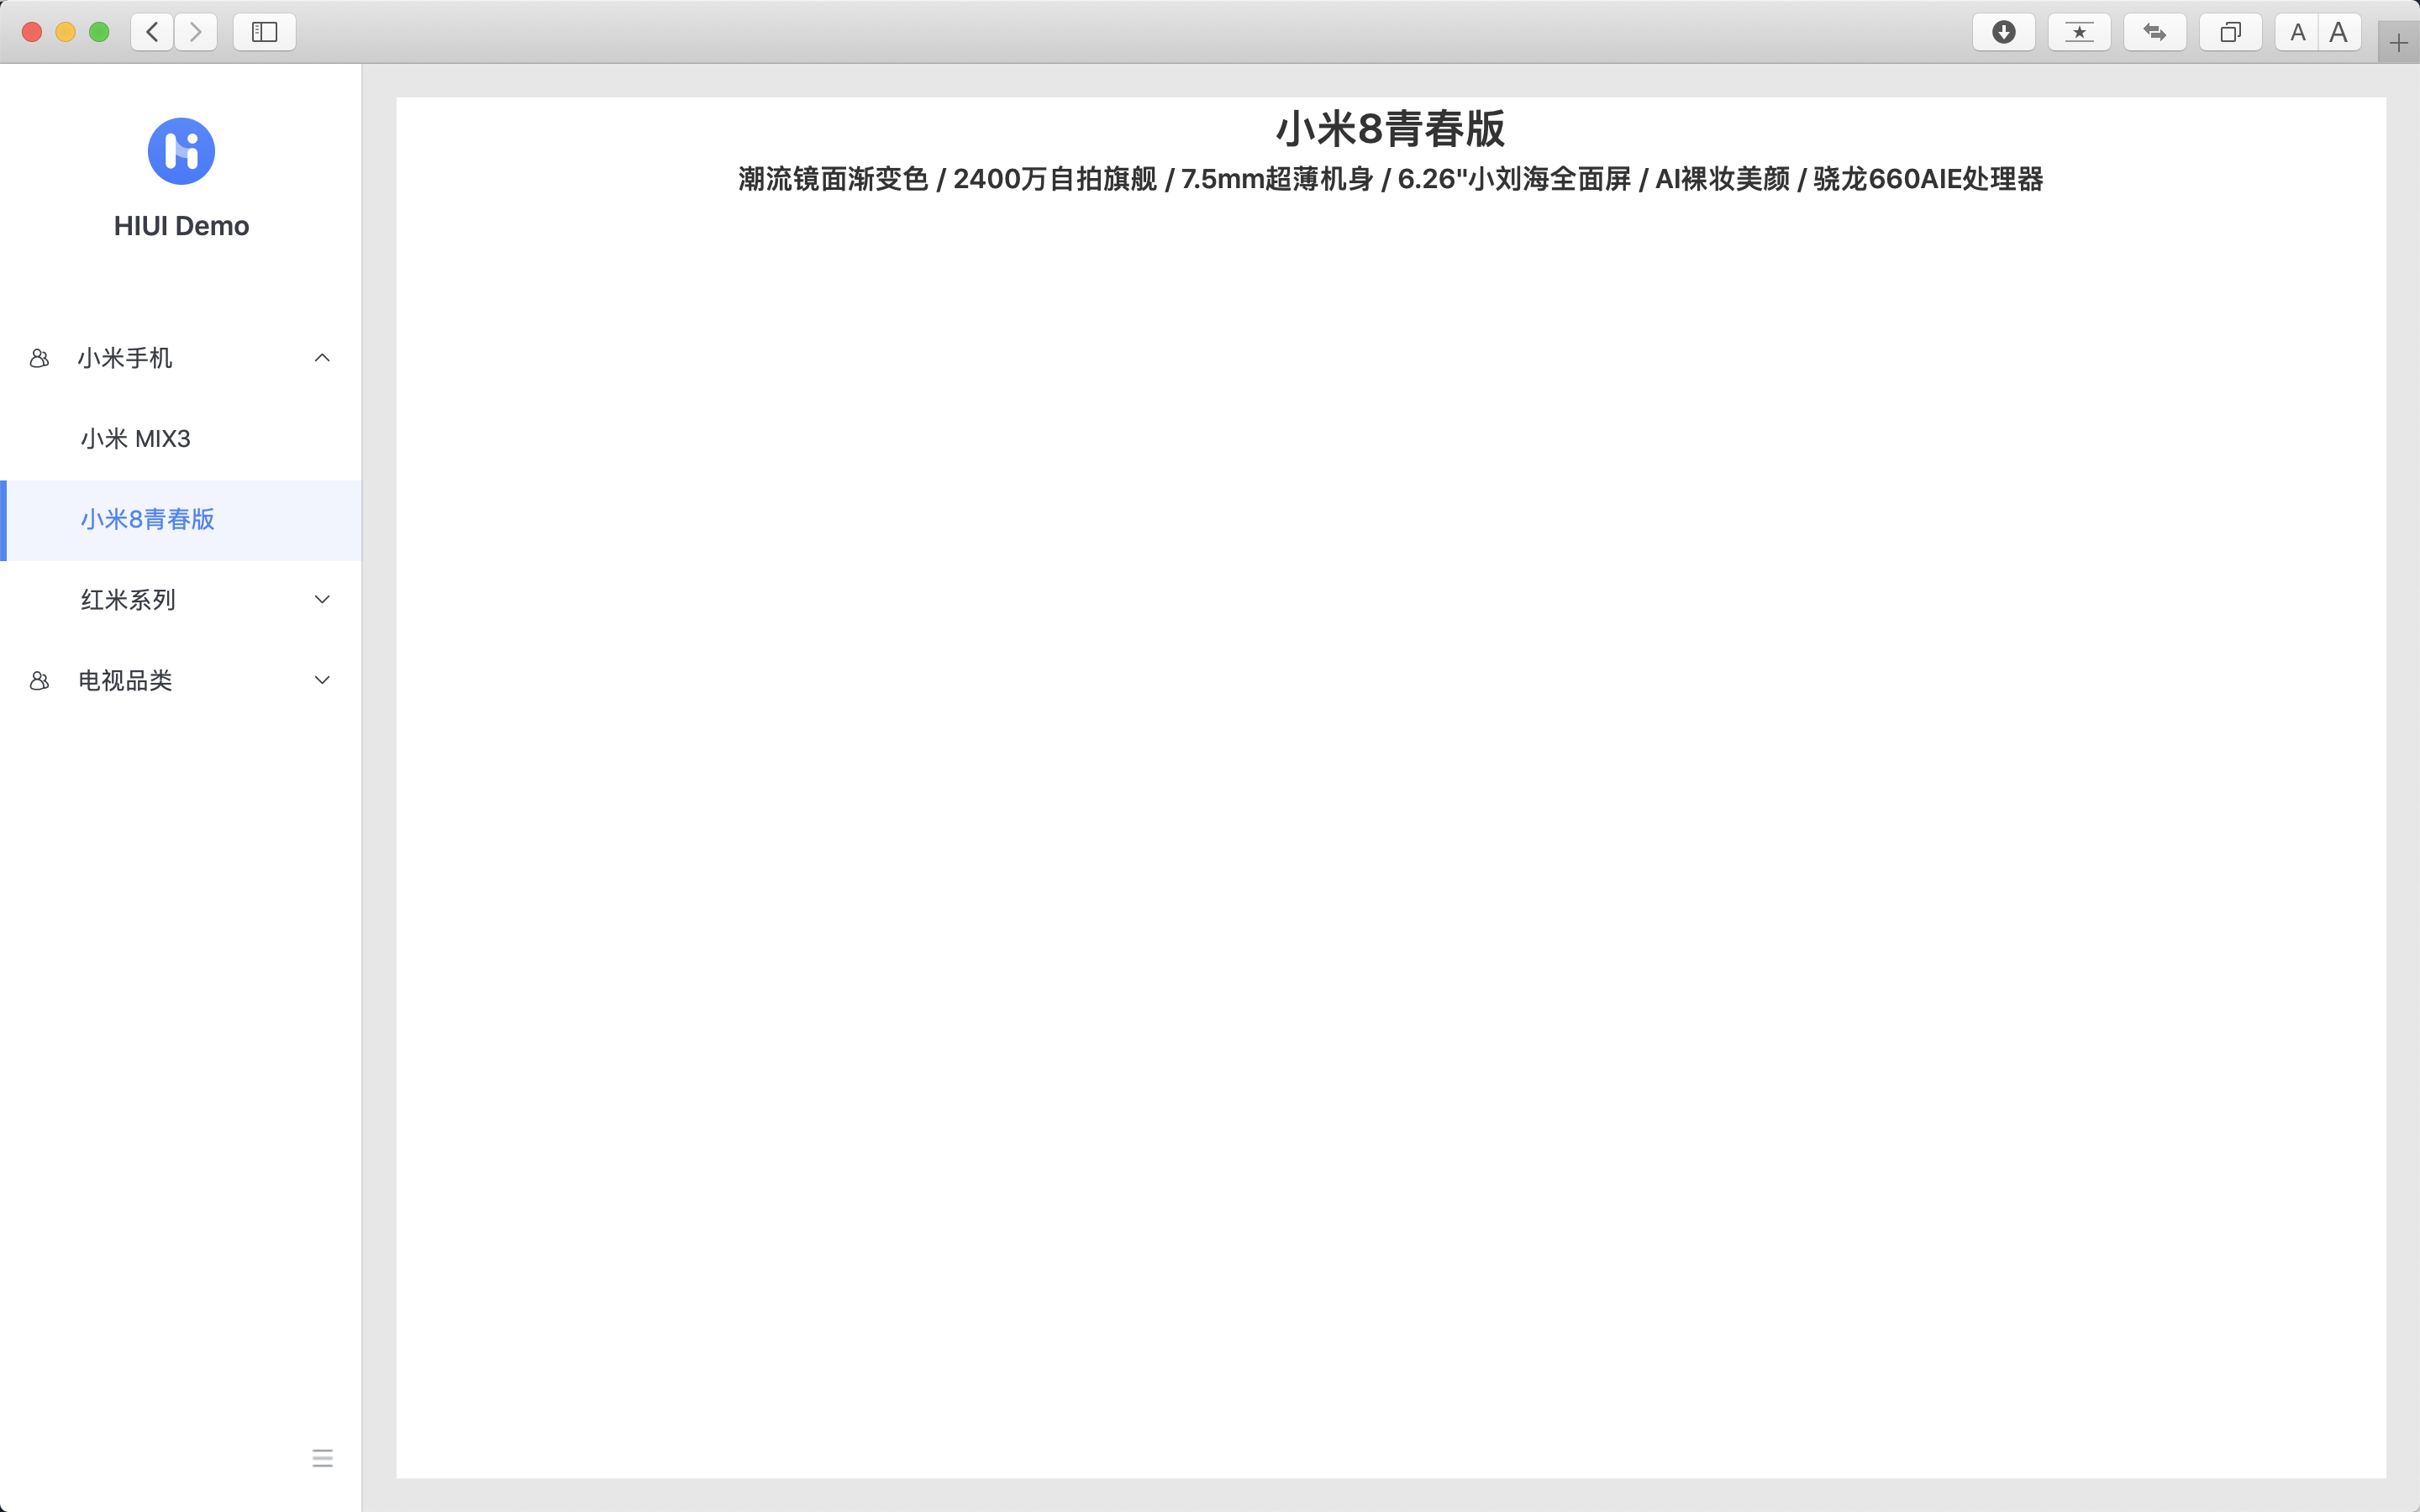 A A
HIUI Demo
小米手机
小米 MIX3
小米8青春版
红米系列
电视品类
小米8青春版
潮流镜面渐变色 / 2400万自拍旗舰 / 7.5mm超薄机身 / 6.26"小刘海全面屏 / AI裸妆美颜 / 骁龙660AIE处理器